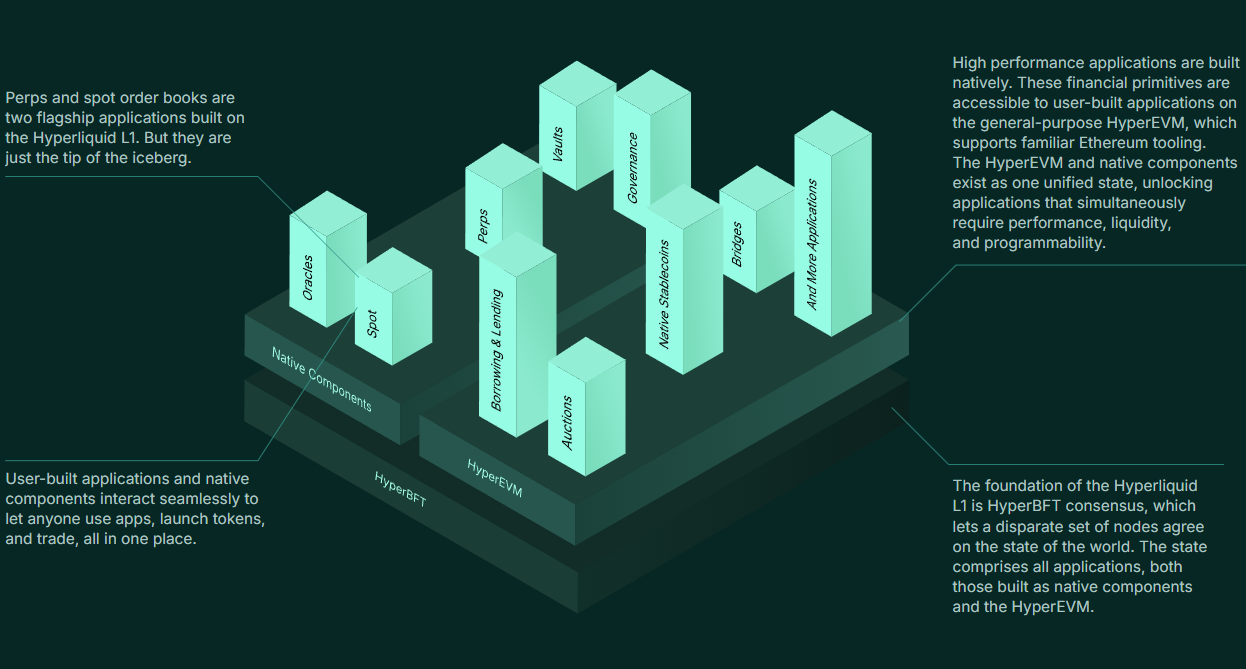 Perps and spot order books are
two flagship applications built on
the Hyperliquid L1. But they are
just the tip of the iceberg.
High performance applications are built
natively. These financial primitives are
accessible to user-built applications on
the general-purpose HyperEVM, which
supports familiar Ethereum tooling.
The HyperEVM and native components
exist as one unified state, unlocking
applications that simultaneously
require performance, liquidity,
and programmability.
Vaults
Governance
Perps
Oracles
Spot
Bridges
And More Applications
Native Stablecoins
Borrowing & Lending
Auctions
Native Components
HyperEVM
HyperBFT
User-built applications and native
components interact seamlessly to
let anyone use apps, launch tokens,
and trade, all in one place.
The foundation of the Hyperliquid
L1 is HyperBFT consensus, which
lets a disparate set of nodes agree
on the state of the world. The state
comprises all applications, both
those built as native components
and the HyperEVM.